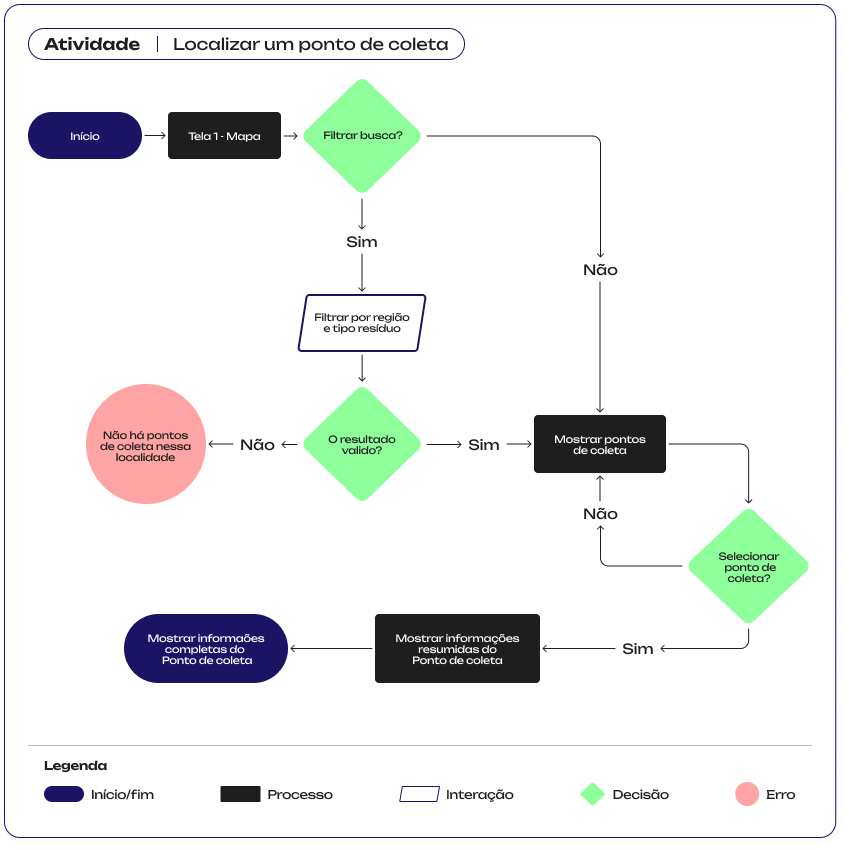 Atividade | Localizar um ponto de coleta
Início
Tela 1 - Mapa
Filtrar busca?
Sim
Não
Filtrar por região
e tipo resíduo
Não há pontos
de coleta nessa
localidade
Não
O resultado
valido?
Sim
Mostrar pontos
de coleta
Não
Selecionar
ponto de
coleta?
Mostrar informaões
completas do
Ponto de coleta
Mostrar informações
resumidas do
Ponto de coleta
Sim
Legenda
Início/fim
Processo
Interação
Decisão
Erro